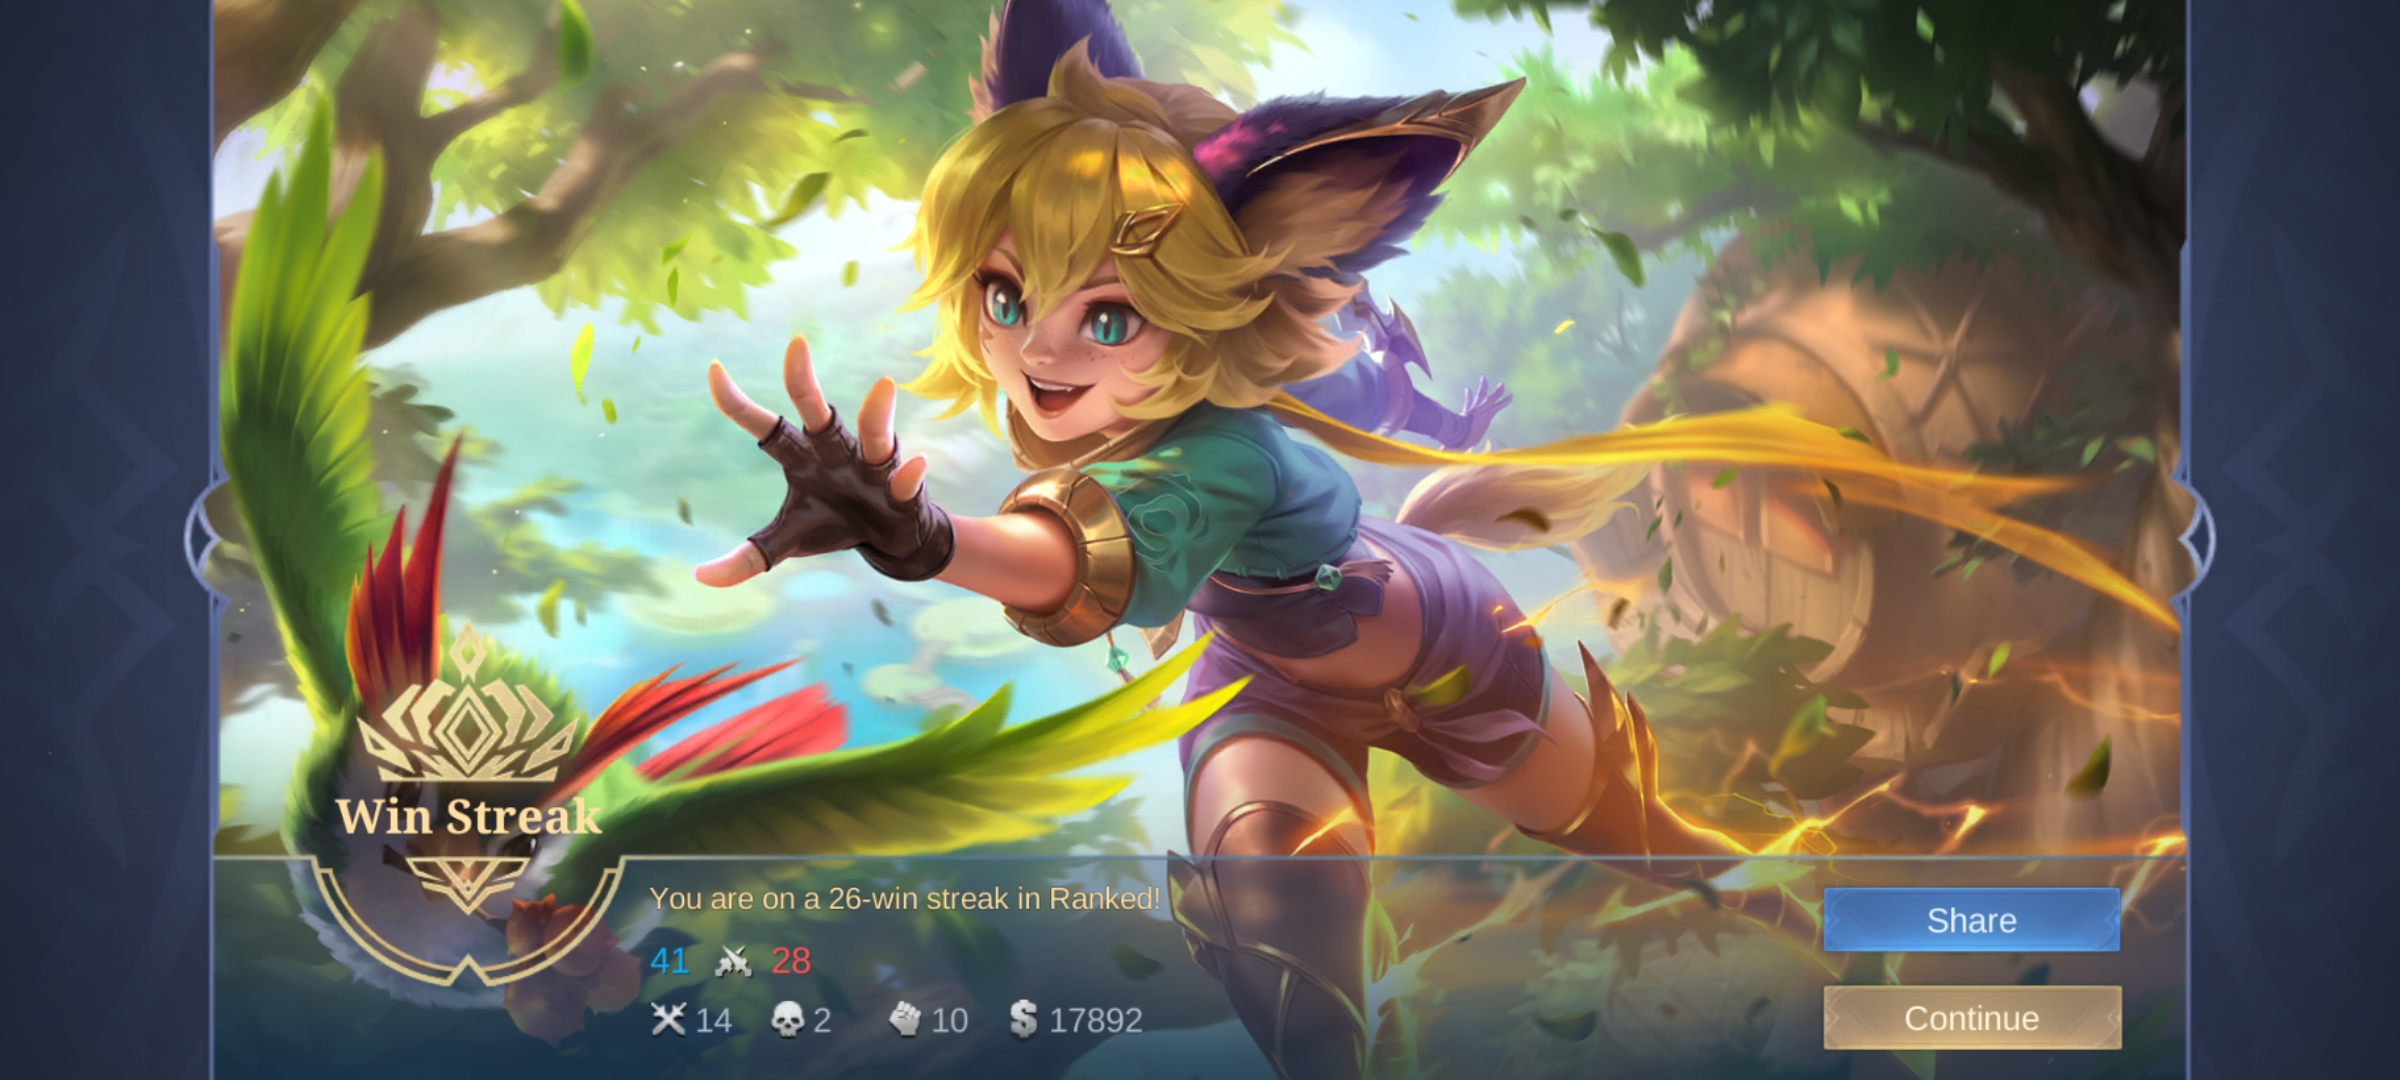 Win Streak
You are on a 26-win streak in Ranked!
41 28
14 2 10 17892
Share
Continue